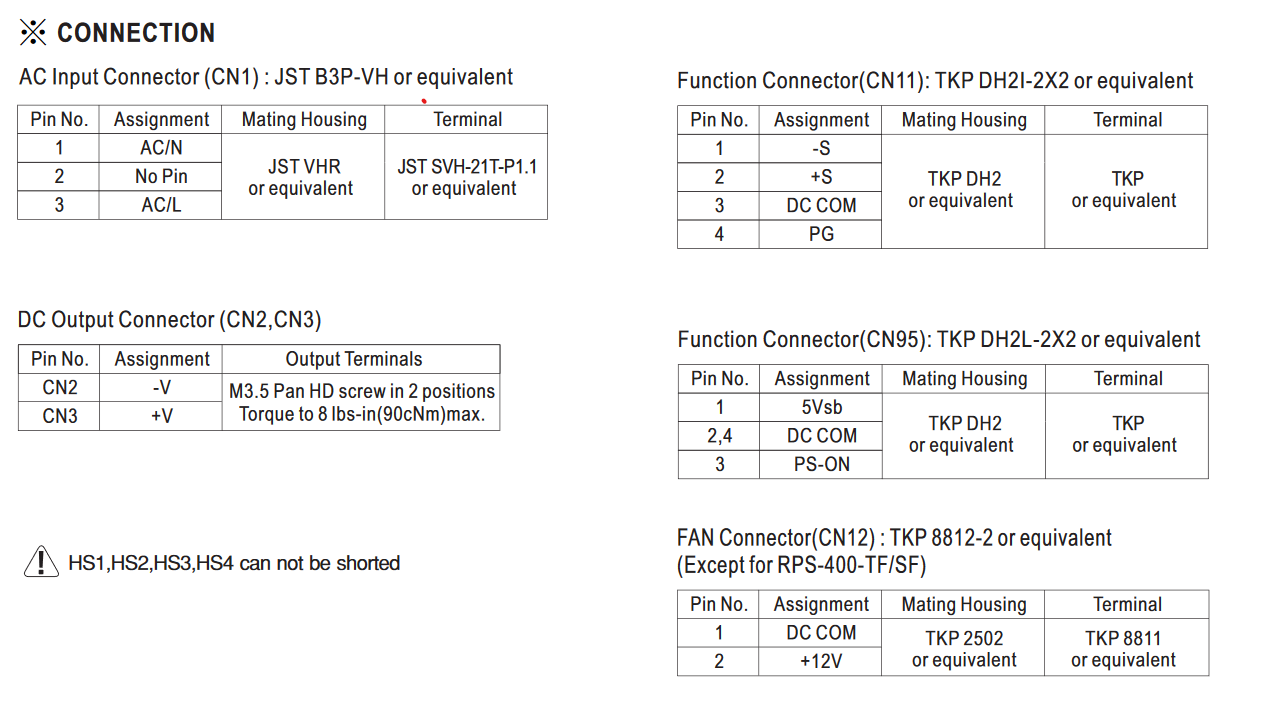 ※ CONNECTION
AC Input Connector (CN1) : JST B3P-VH or equivalent
Pin No. Assignment Mating Housing Terminal
1 AC/N
2 No Pin
3 AC/L
JST VHR
or equivalent
JST SVH-21T-P1.1
or equivalent
DC Output Connector (CN2,CN3)
Pin No. Assignment Output Terminals
CN2 -V
CN3 +V
M3.5 Pan HD screw in 2 positions
Torque to 8 lbs-in(90cNm)max.
HS1,HS2,HS3,HS4 can not be shorted
Function Connector(CN11): TKP DH2I-2X2 or equivalent
Pin No. Assignment Mating Housing Terminal
1 -S
2 +S
3 DC COM
4 PG
TKP DH2
or equivalent
TKP
or equivalent
Function Connector(CN95): TKP DH2L-2X2 or equivalent
Pin No. Assignment Mating Housing Terminal
1 5Vsb
2,4 DC COM
3 PS-ON
TKP DH2
or equivalent
TKP
or equivalent
FAN Connector(CN12) : TKP 8812-2 or equivalent
(Except for RPS-400-TF/SF)
Pin No. Assignment Mating Housing Terminal
1 DC COM
2 +12V
TKP 2502
or equivalent
TKP 8811
or equivalent